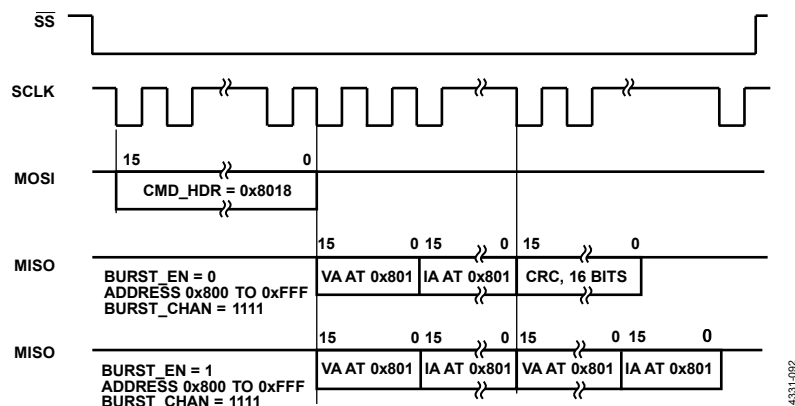 SS
SCLK
15 0
MOSI
CMD_HDR = 0x8018
15 0 15 0 15 0
MISO
VA AT 0x801 IA AT 0x801 CRC, 16 BITS
BURST_EN = 0
ADDRESS 0x800 TO 0xFFF
BURST_CHAN = 1111
15 0 15 0 15 0 15 0
MISO
VA AT 0x801 IA AT 0x801 VA AT 0x801 IA AT 0x801
BURST_EN = 1
ADDRESS 0x800 TO 0xFFF
BURST_CHAN = 1111
4331-092